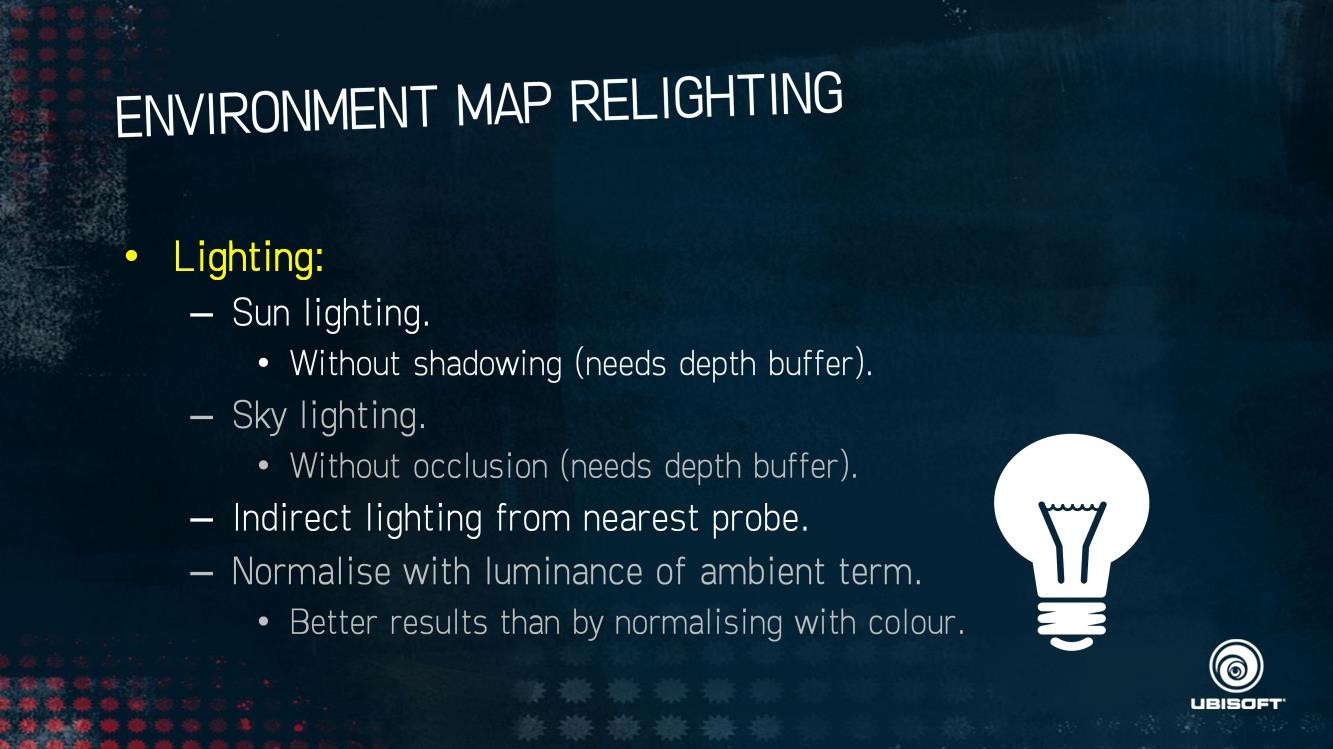 ENVIRONMENT MAP RELIGHTING
• Lighting:
– Sun lighting.
• Without shadowing (needs depth buffer).
– Sky lighting.
• Without occlusion (needs depth buffer).
– Indirect lighting from nearest probe.
– Normalise with luminance of ambient term.
• Better results than by normalising with colour.
UBISOFT